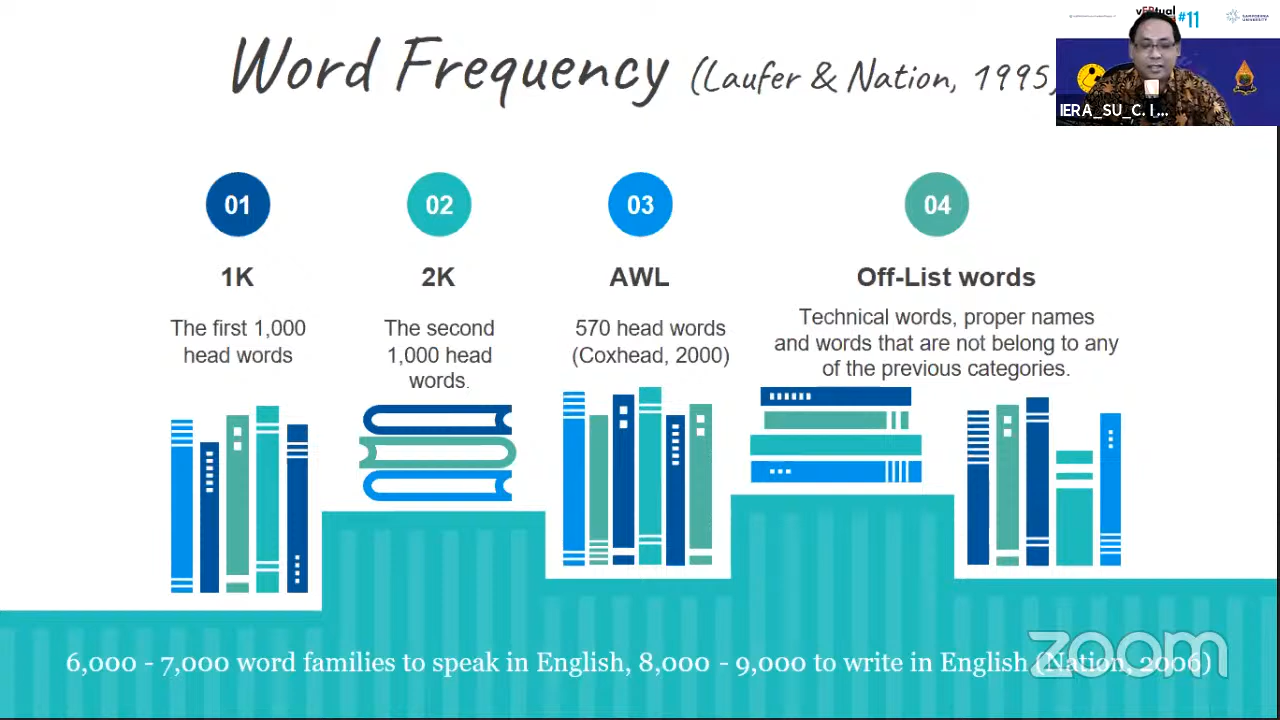 Word Frequency (Laufer & Nation, 1995)
#11
SAMPOERNA
UNIVERSITY
IERA_SU_C. I ...
01
02
03
04
1K
2K
AWL
Off-List words
The first 1,000
head words
The second
1,000 head
words.
570 head words
(Coxhead, 2000)
Technical words, proper names
and words that are not belong to any
of the previous categories.
6,000 - 7,000 word families to speak in English, 8,000 - 9,000 to write in English (Nation, 2006)
zoom